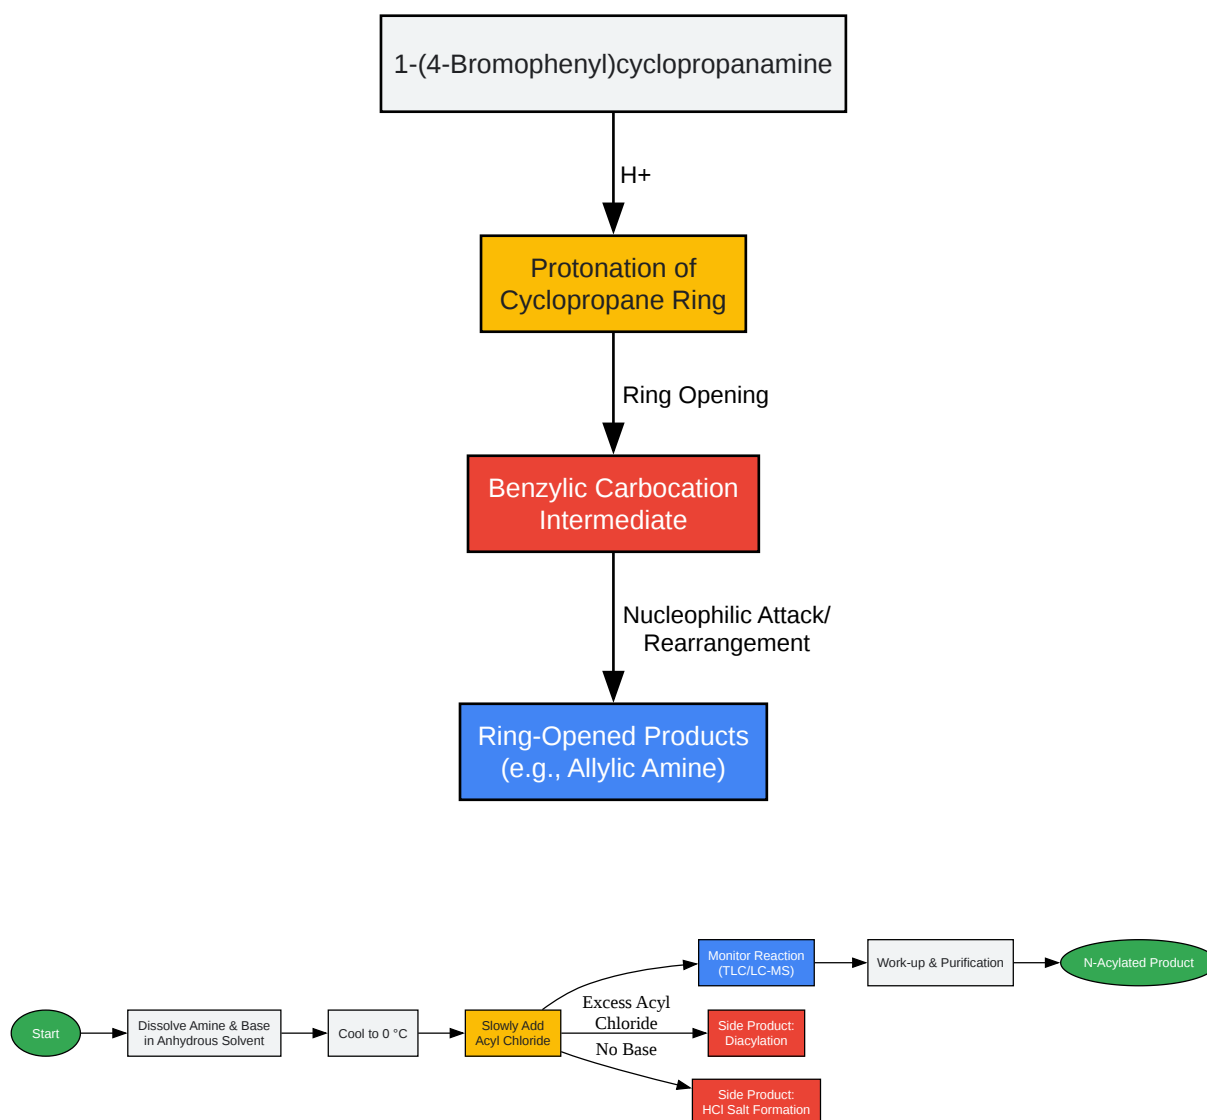 1-(4-Bromophenyl)cyclopropanamine
H+
Protonation of
Cyclopropane Ring
Ring Opening
Benzylic Carbocation
Intermediate
Nucleophilic Attack/
Rearrangement
Ring-Opened Products
(e.g., Allylic Amine)
Start
Dissolve Amine & Base
in Anhydrous Solvent
Cool to 0 °C
Slowly Add
Acyl Chloride
Monitor Reaction
(TLC/LC-MS)
Work-up & Purification
N-Acylated Product
Excess Acyl
Chloride
Side Product:
Diacylation
No Base
Side Product:
HCl Salt Formation